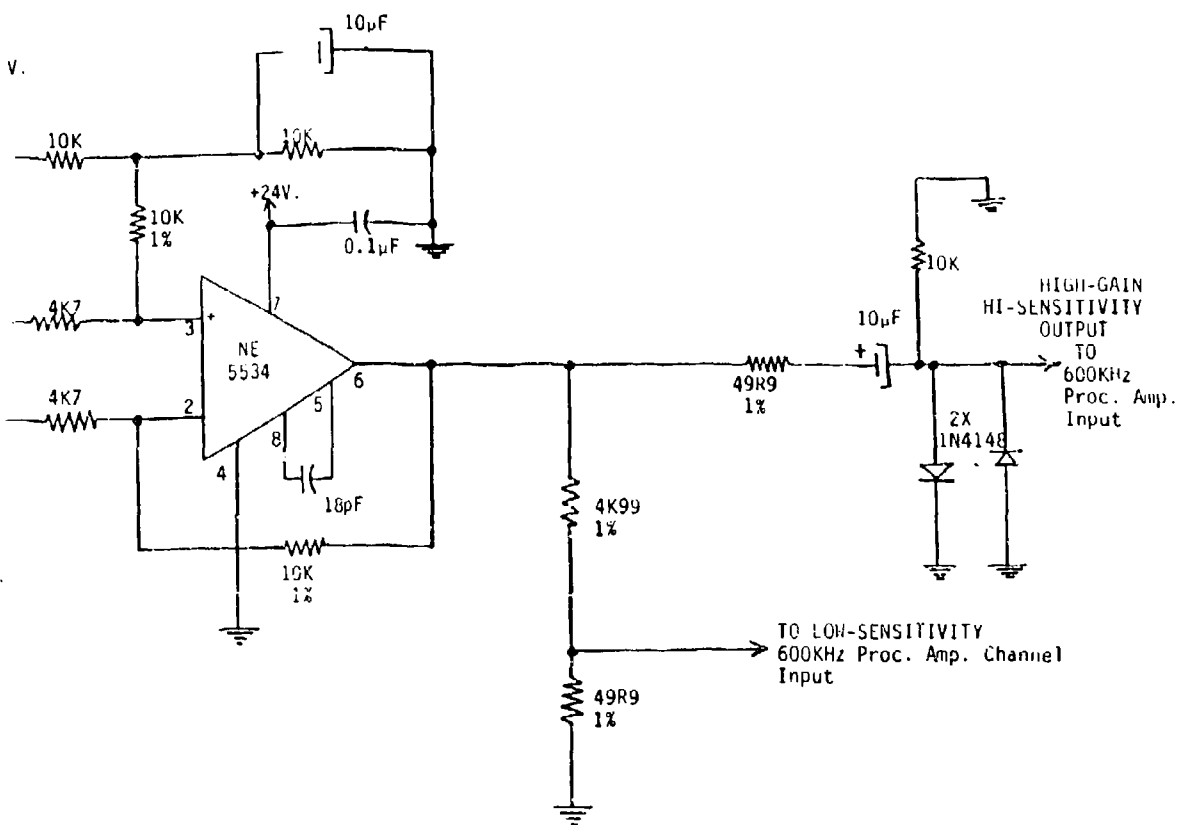 10µF
V.
10K
10K
+24V.
10K
1%
0.1µF
4K7
3
+
7
NE
5534
6
5
8
4K7
2
4
18pF
10K
1%
10K
10µF
+
49R9
1%
HIGH-GAIN
HI-SENSITIVITY
OUTPUT
TO
600KHz
Proc. Amp.
Input
2X
1N4148
4K99
1%
TO LOW-SENSITIVITY
600KHz Proc. Amp. Channel
Input
49R9
1%